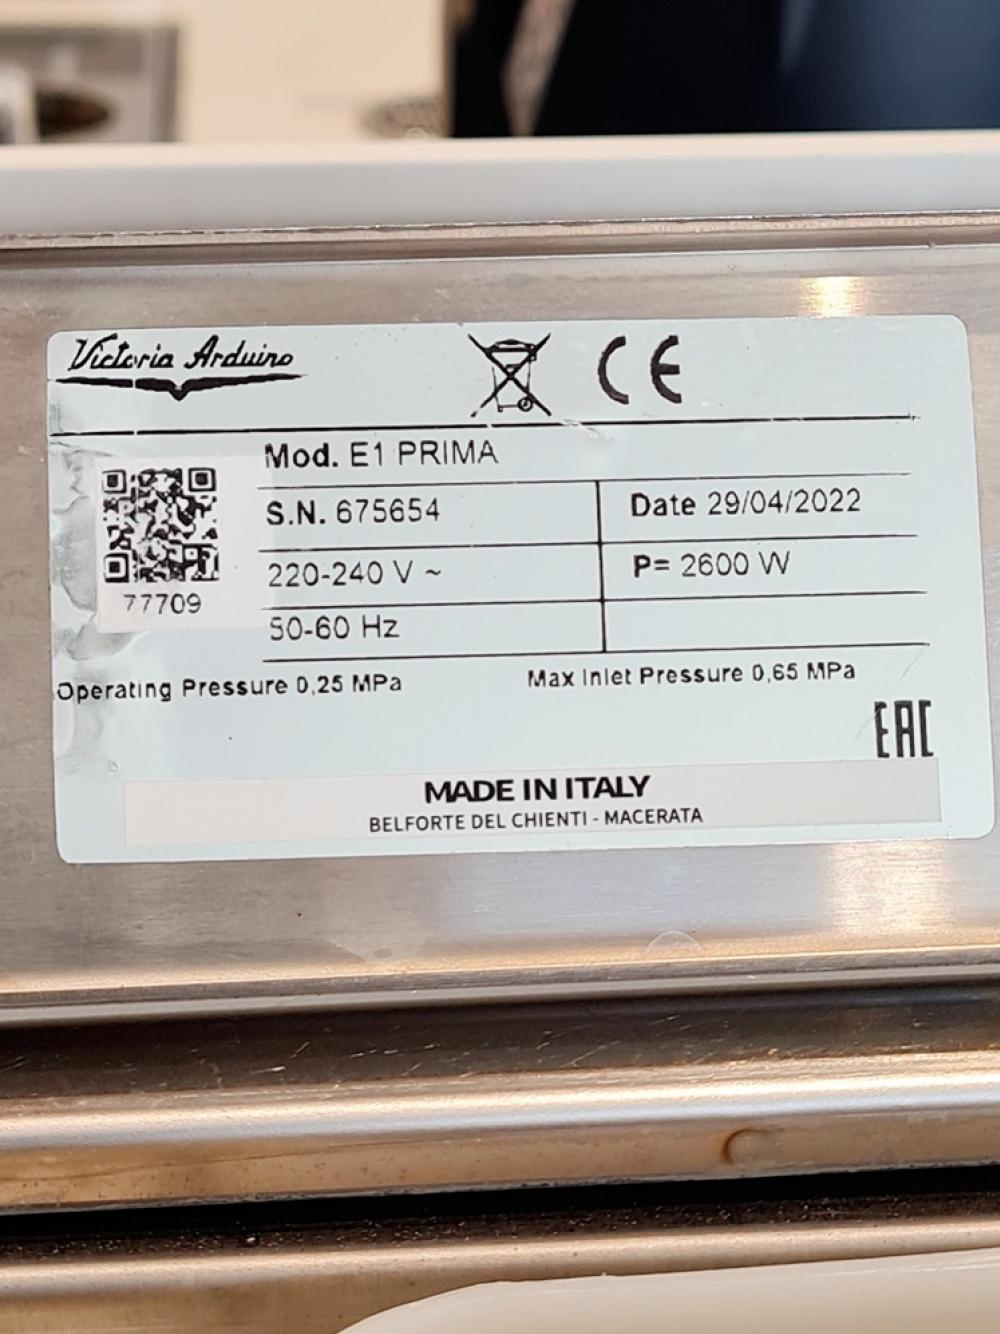 Victoria Arduino
CE
Mod. E1 PRIMA
S.N. 675654
Date 29/04/2022
220-240 V ~
P= 2600 W
50-60 Hz
77709
Operating Pressure 0,25 MPa
Max Inlet Pressure 0,65 MPa
EAC
MADE IN ITALY
BELFORTE DEL CHIENTI - MACERATA